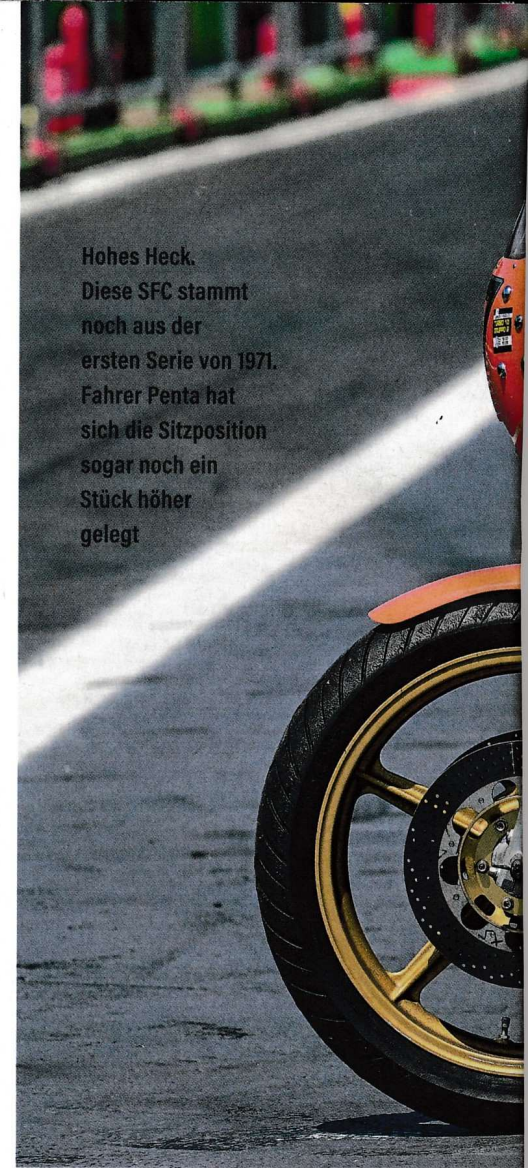 Hohes Heck.
Diese SFC stammt
noch aus der
ersten Serie von 1971.
Fahrer Penta hat
sich die Sitzposition
sogar noch ein
Stück höher
gelegt